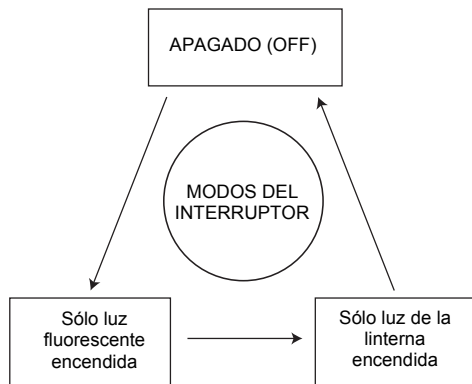 APAGADO (OFF)
MODOS DEL
INTERRUPTOR
Sólo luz
fluorescente
encendida
Sólo luz de la
linterna
encendida